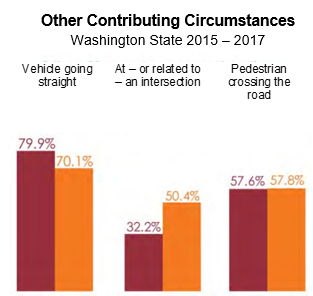 Other Contributing Circumstances
Washington State 2015 – 2017
Vehicle going
straight
At – or related to
– an intersection
Pedestrian
crossing the
road
79.9%
70.1%
32.2%
50.4%
57.6%
57.8%